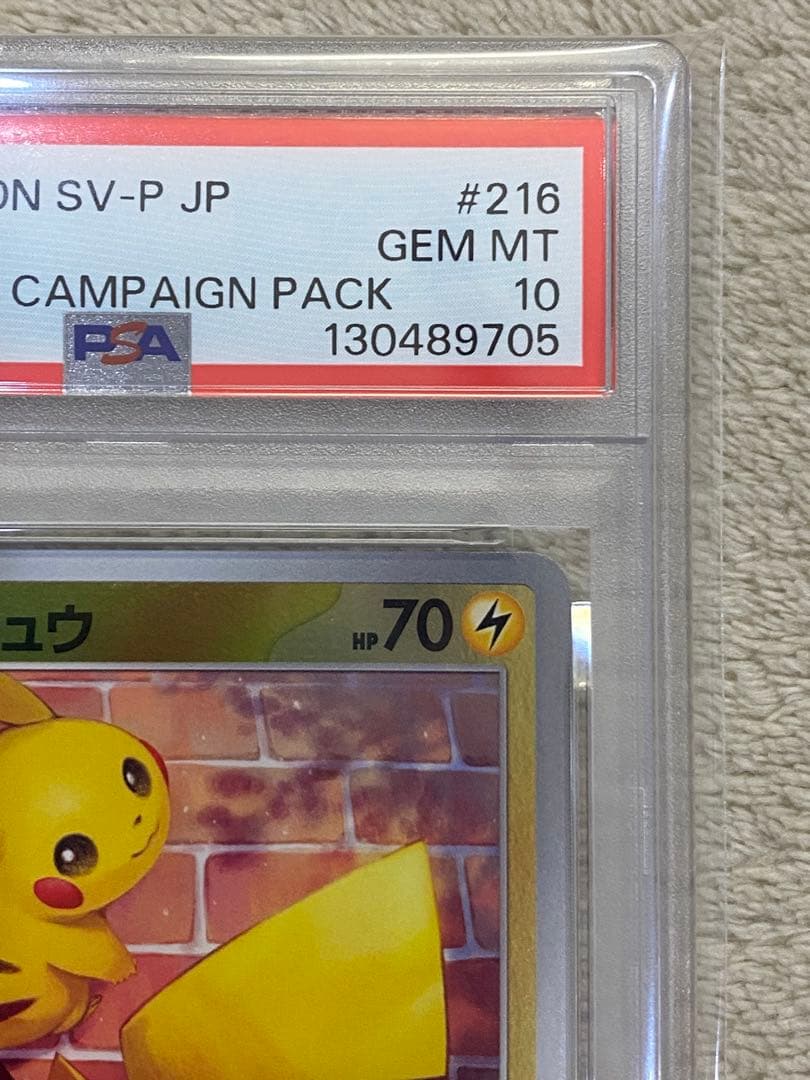 ON SV-P JP #216
GEM MT
CAMPAIGN PACK 10
PSA 130489705
ュウ HP70